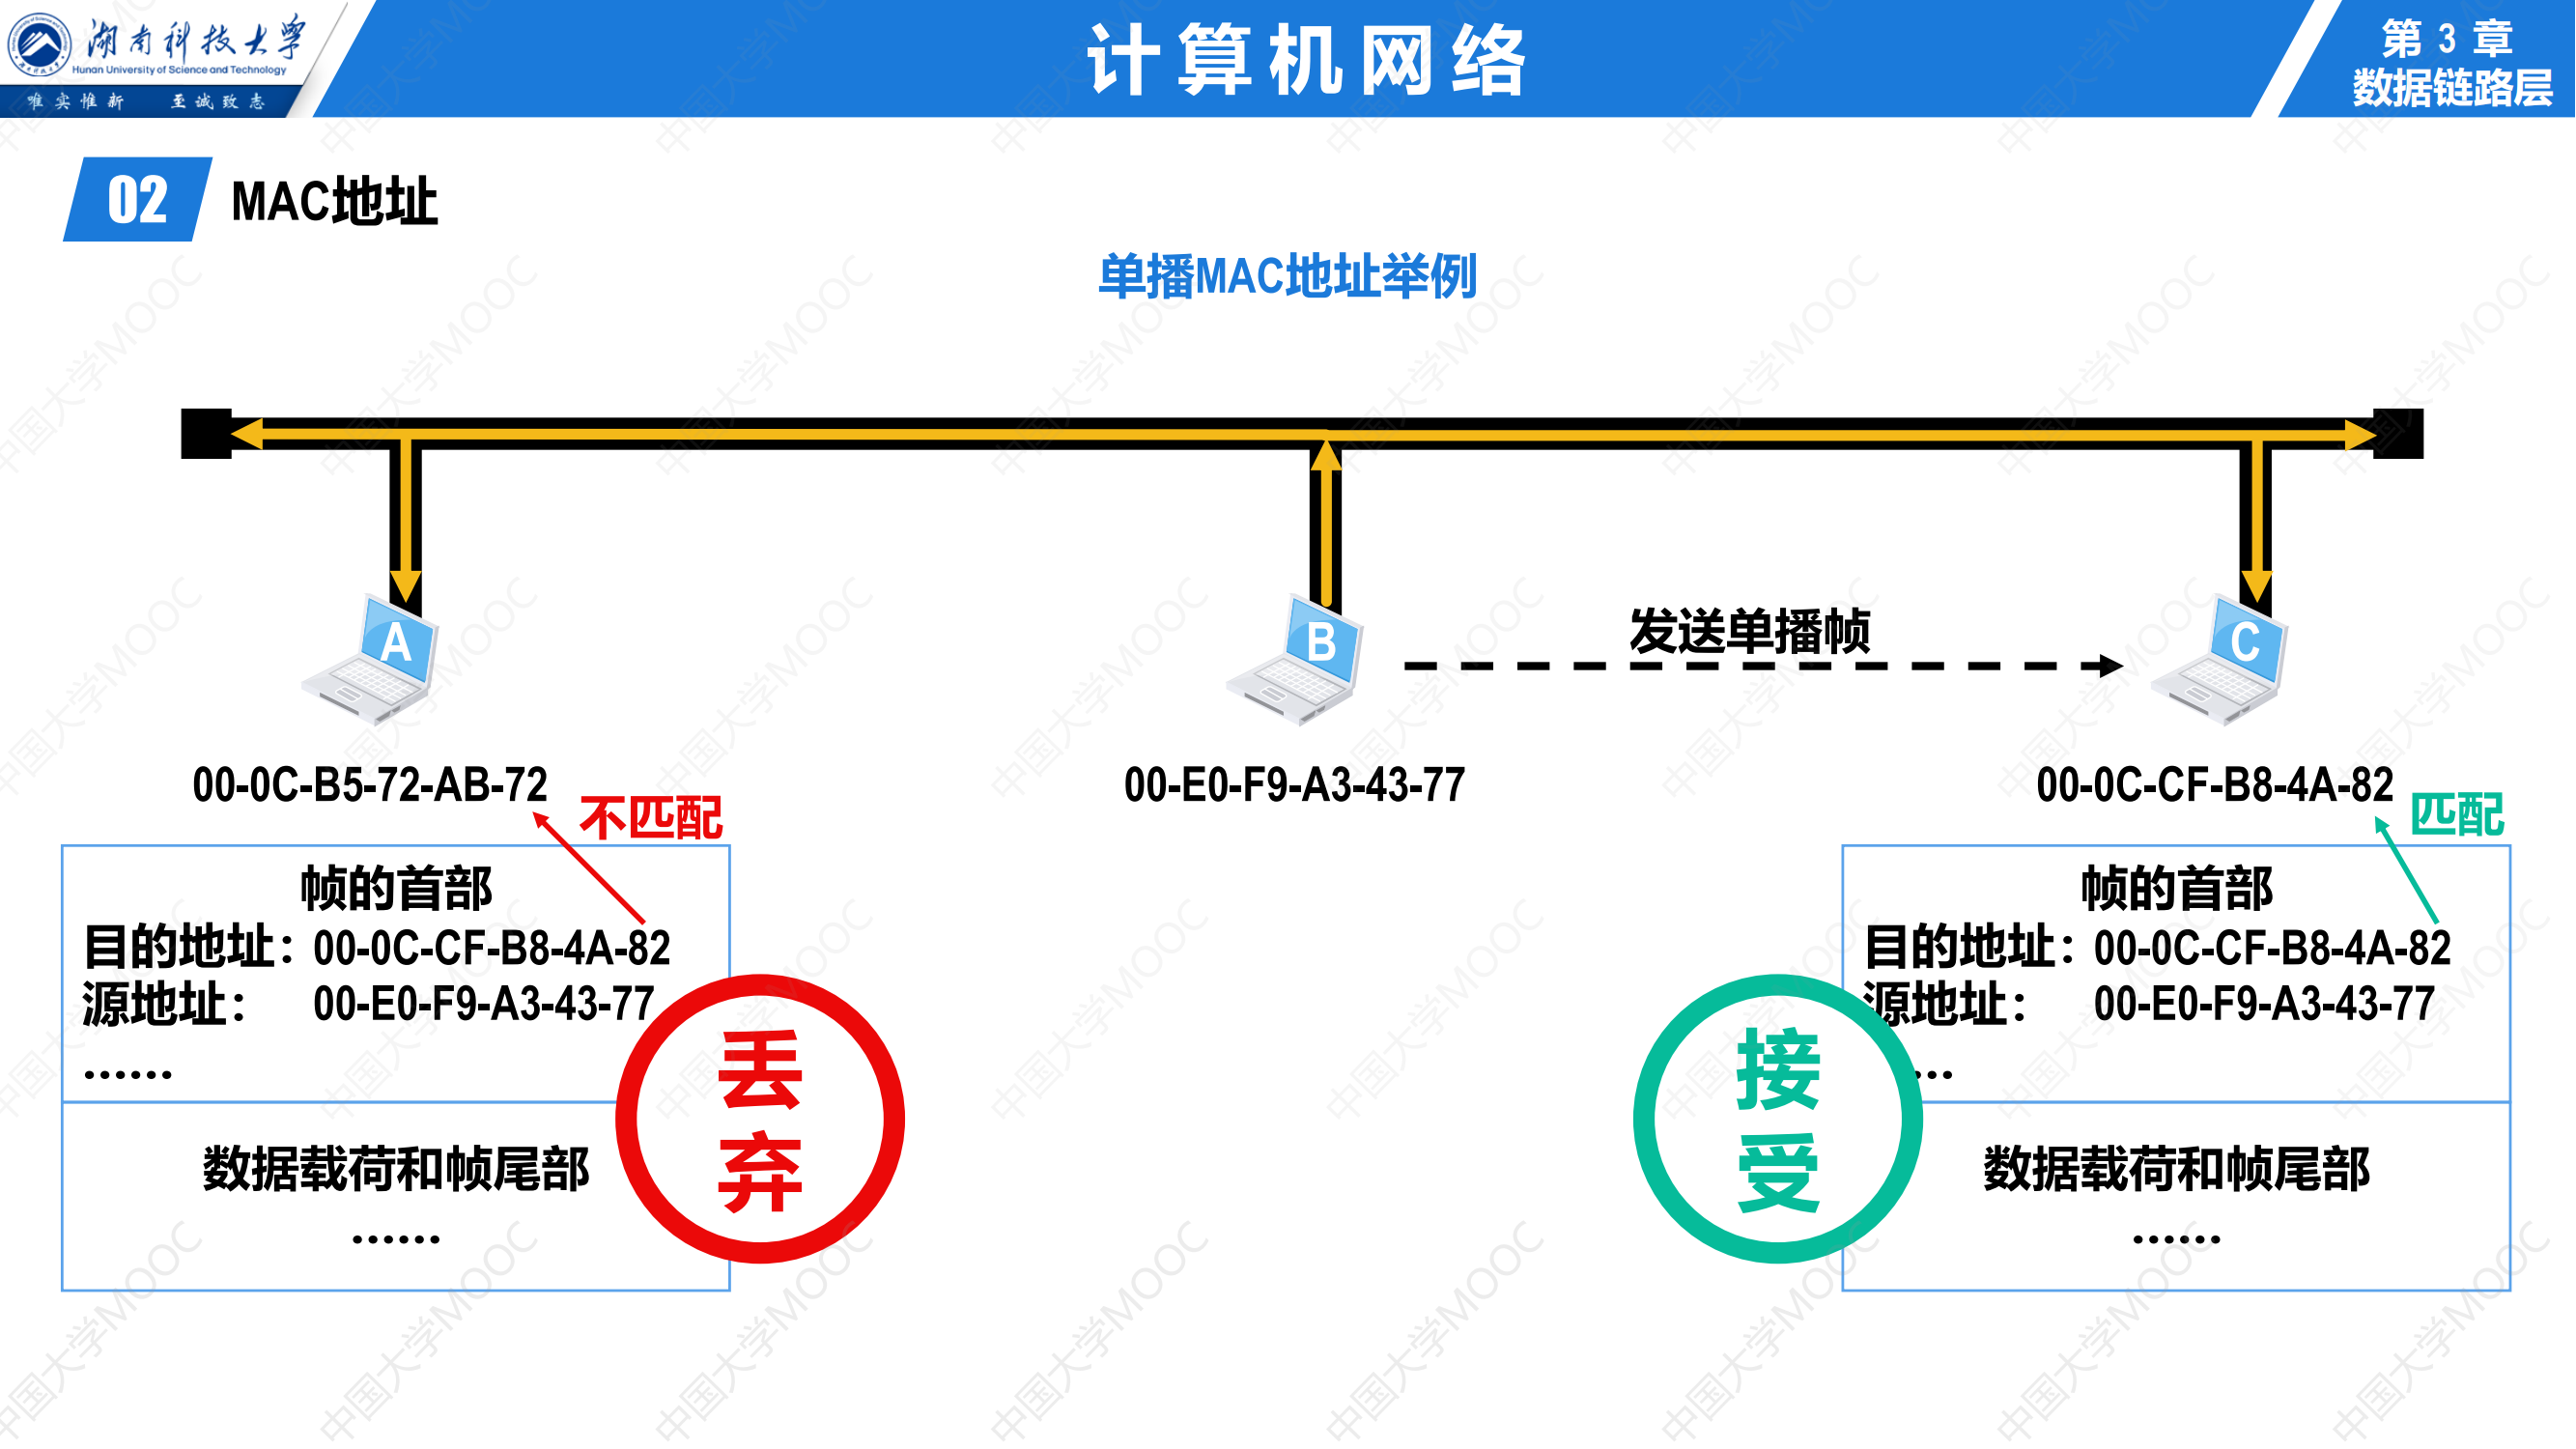 湖南科技大学
Hunan University of Science and Technology
唯实惟新 至诚致志
计算机网络
第 3 章
数据链路层
02 MAC地址
单播MAC地址举例
A
B
C
发送单播帧
00-0C-B5-72-AB-72
00-E0-F9-A3-43-77
00-0C-CF-B8-4A-82
不匹配
匹配
帧的首部
目的地址：00-0C-CF-B8-4A-82
源地址： 00-E0-F9-A3-43-77
……
数据载荷和帧尾部
……
丢弃
接受
帧的首部
目的地址：00-0C-CF-B8-4A-82
源地址： 00-E0-F9-A3-43-77
……
数据载荷和帧尾部
……
中国大学MOOC